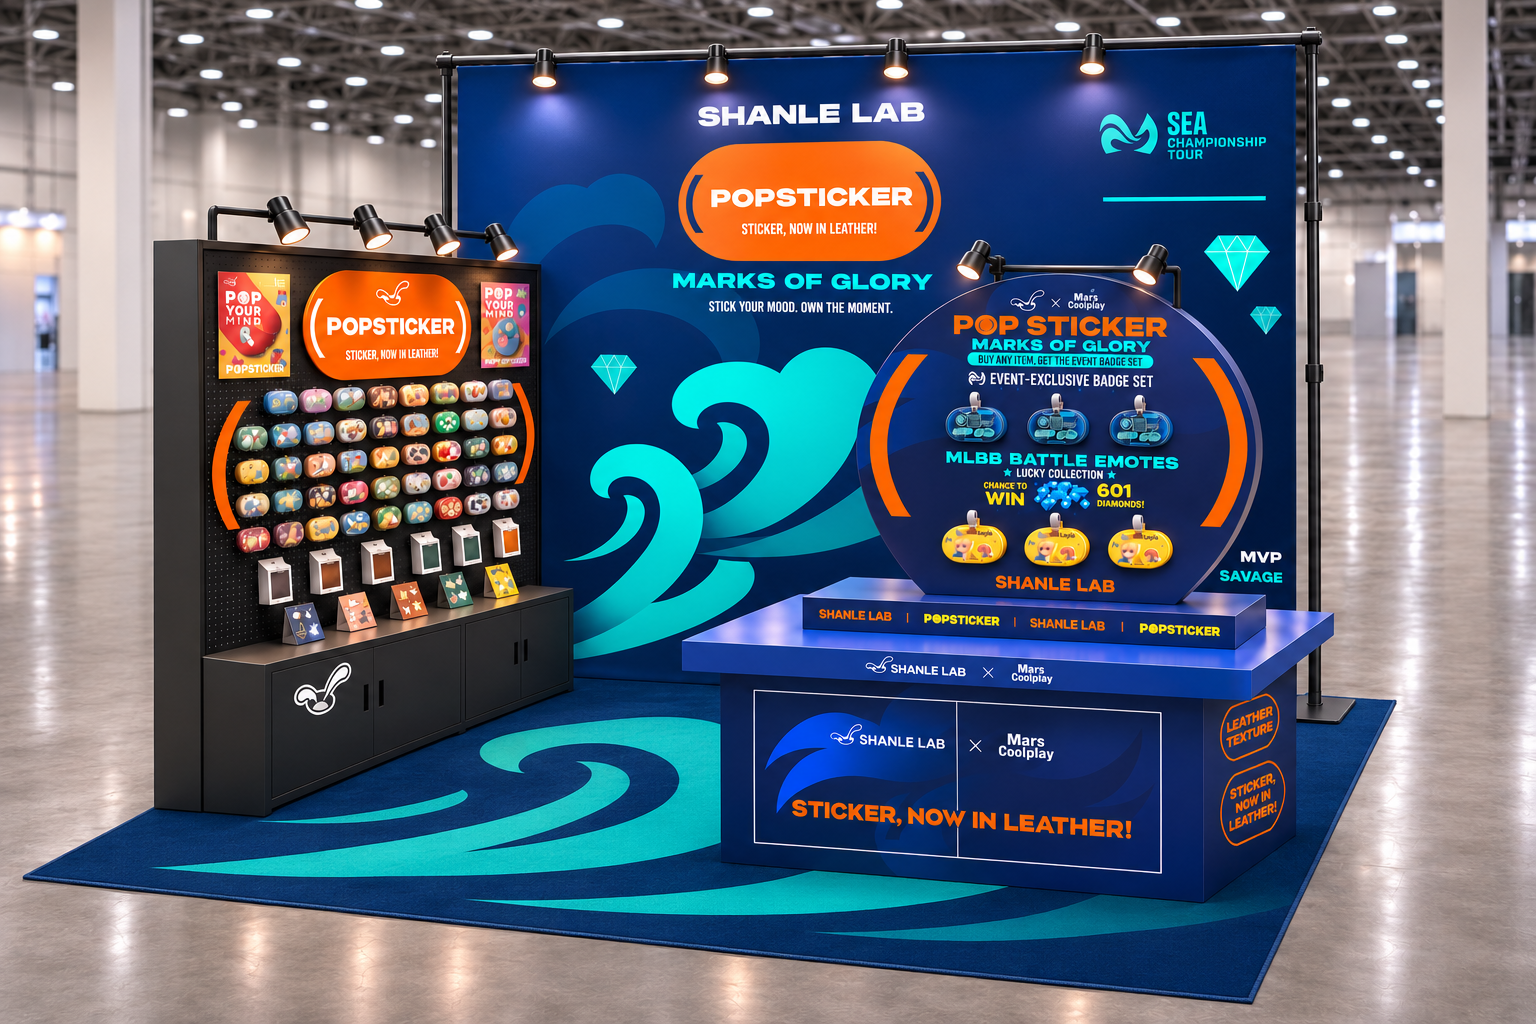 SHANLE LAB
POPSTICKER
STICKER, NOW IN LEATHER!
MARKS OF GLORY
STICK YOUR MOOD. OWN THE MOMENT.
SEA
CHAMPIONSHIP
TOUR
MVP
SAVAGE
POP
YOUR
MIND
POPSTICKER
POPSTICKER
STICKER, NOW IN LEATHER!
POP
YOUR
MIND
× Mars
Coolplay
POP STICKER
MARKS OF GLORY
BUY ANY ITEM, GET THE EVENT BADGE SET
EVENT-EXCLUSIVE BADGE SET
MLBB BATTLE EMOTES
★ LUCKY COLLECTION ★
CHANCE TO
WIN
601
DIAMONDS!
SHANLE LAB
SHANLE LAB | POPSTICKER | SHANLE LAB | POPSTICKER
SHANLE LAB × Mars
Coolplay
SHANLE LAB × Mars
Coolplay
STICKER, NOW IN LEATHER!
LEATHER
TEXTURE
STICKER,
NOW IN
LEATHER!